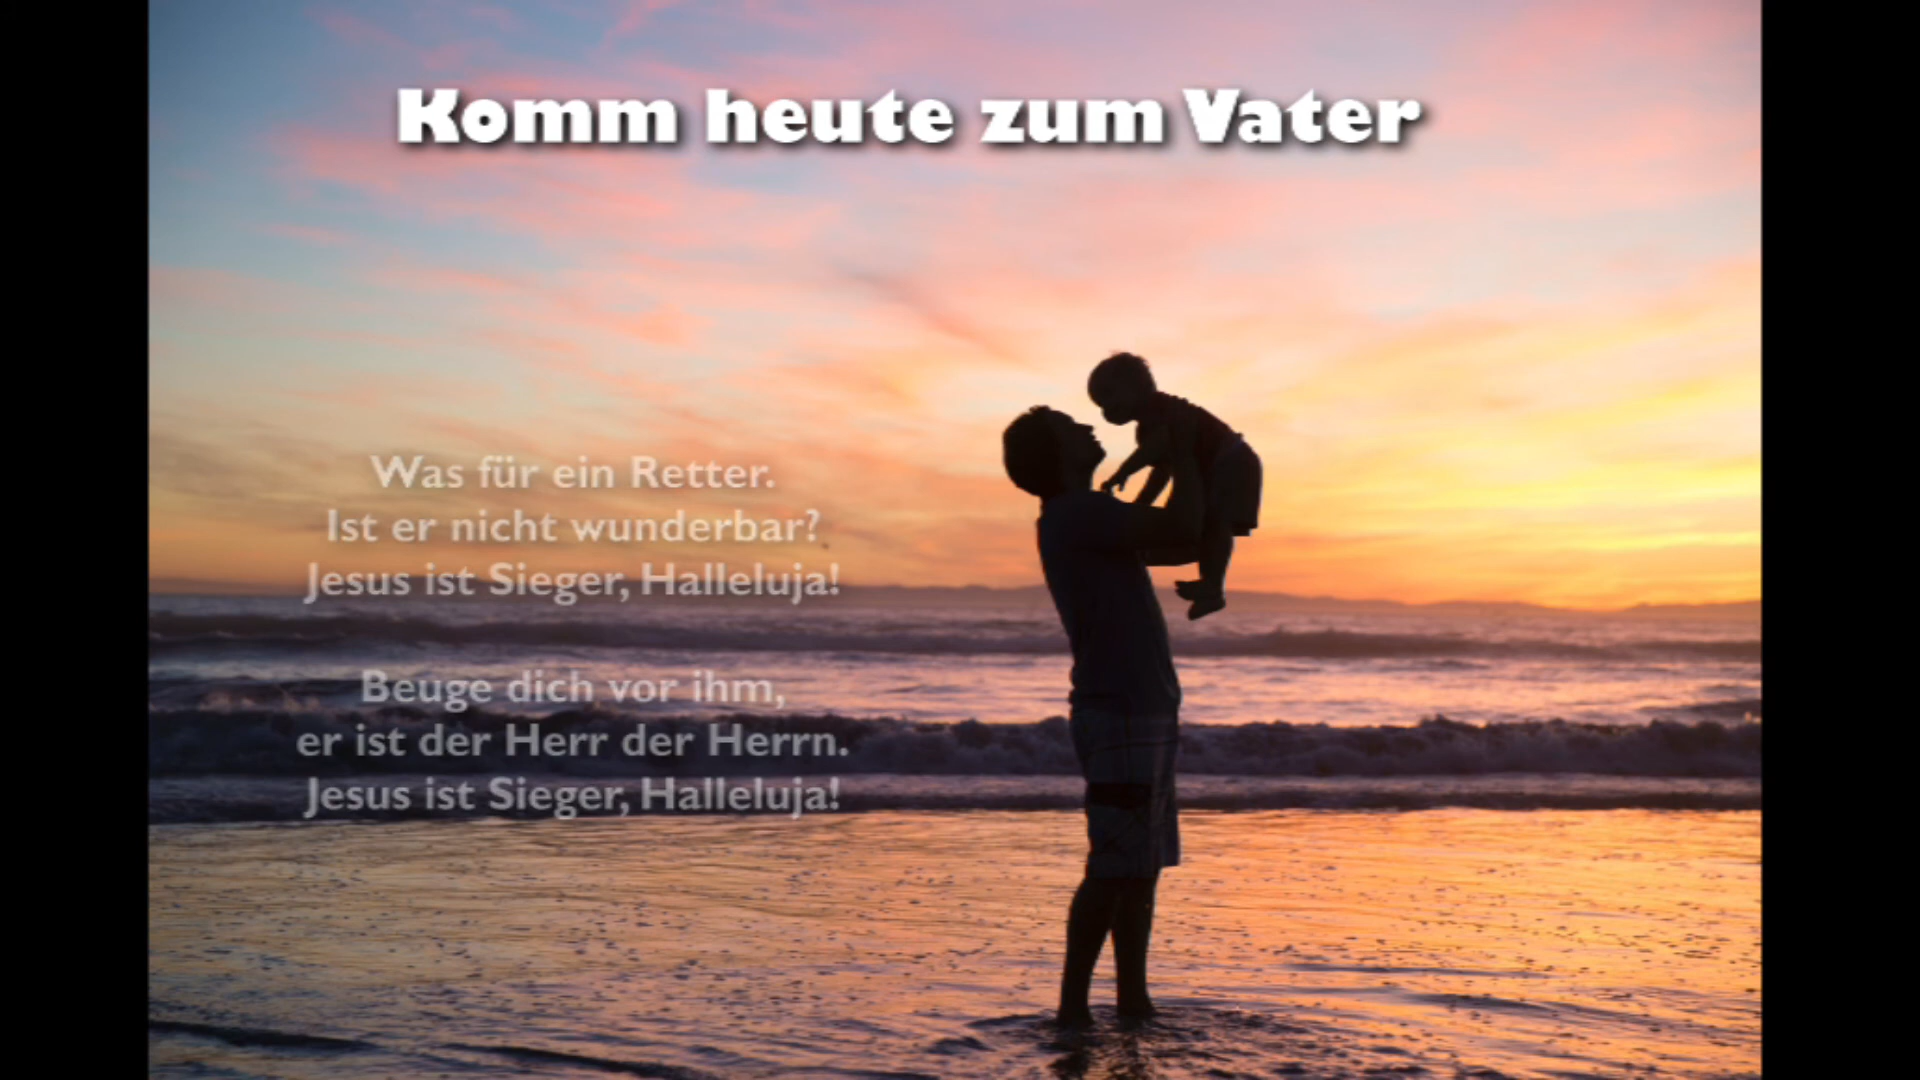 Komm heute zum Vater
Was für ein Retter.
Ist er nicht wunderbar?
Jesus ist Sieger, Halleluja!
Beuge dich vor ihm,
er ist der Herr der Herrn.
Jesus ist Sieger, Halleluja!